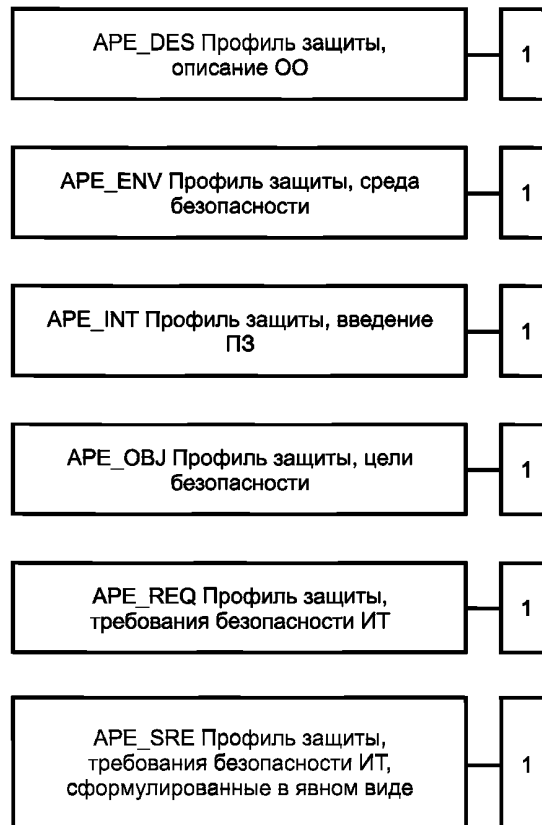 APE_DES Профиль защиты,
описание ОО
1
APE_ENV Профиль защиты, среда
безопасности
1
APE_INT Профиль защиты, введение
ПЗ
1
APE_OBJ Профиль защиты, цели
безопасности
1
APE_REQ Профиль защиты,
требования безопасности ИТ
1
APE_SRE Профиль защиты,
требования безопасности ИТ,
сформулированные в явном виде
1